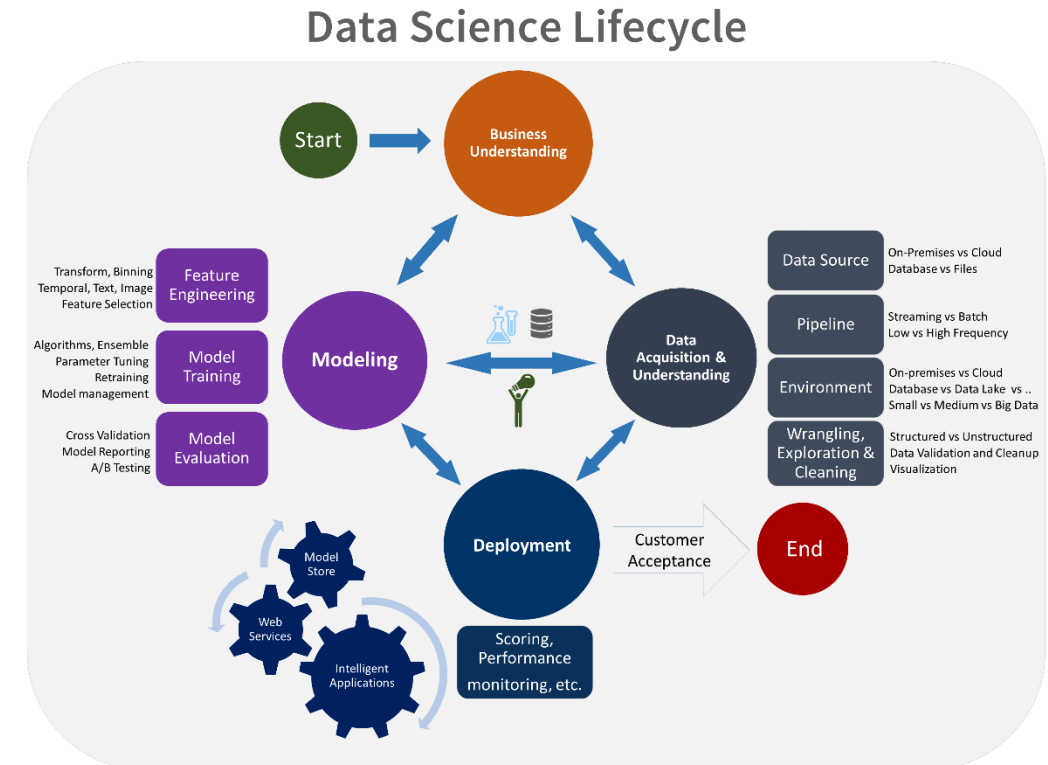 Data Science Lifecycle
Start
Business
Understanding
Feature
Engineering
Transform, Binning
Temporal, Text, Image
Feature Selection
Model
Training
Algorithms, Ensemble
Parameter Tuning
Retraining
Model management
Model
Evaluation
Cross Validation
Model Reporting
A/B Testing
Modeling
Data
Acquisition &
Understanding
Data Source
On-Premises vs Cloud
Database vs Files
Pipeline
Streaming vs Batch
Low vs High Frequency
Environment
On-premises vs Cloud
Database vs Data Lake vs ..
Small vs Medium vs Big Data
Wrangling,
Exploration &
Cleaning
Structured vs Unstructured
Data Validation and Cleanup
Visualization
Deployment
Customer
Acceptance
End
Model
Store
Web
Services
Intelligent
Applications
Scoring,
Performance
monitoring, etc.